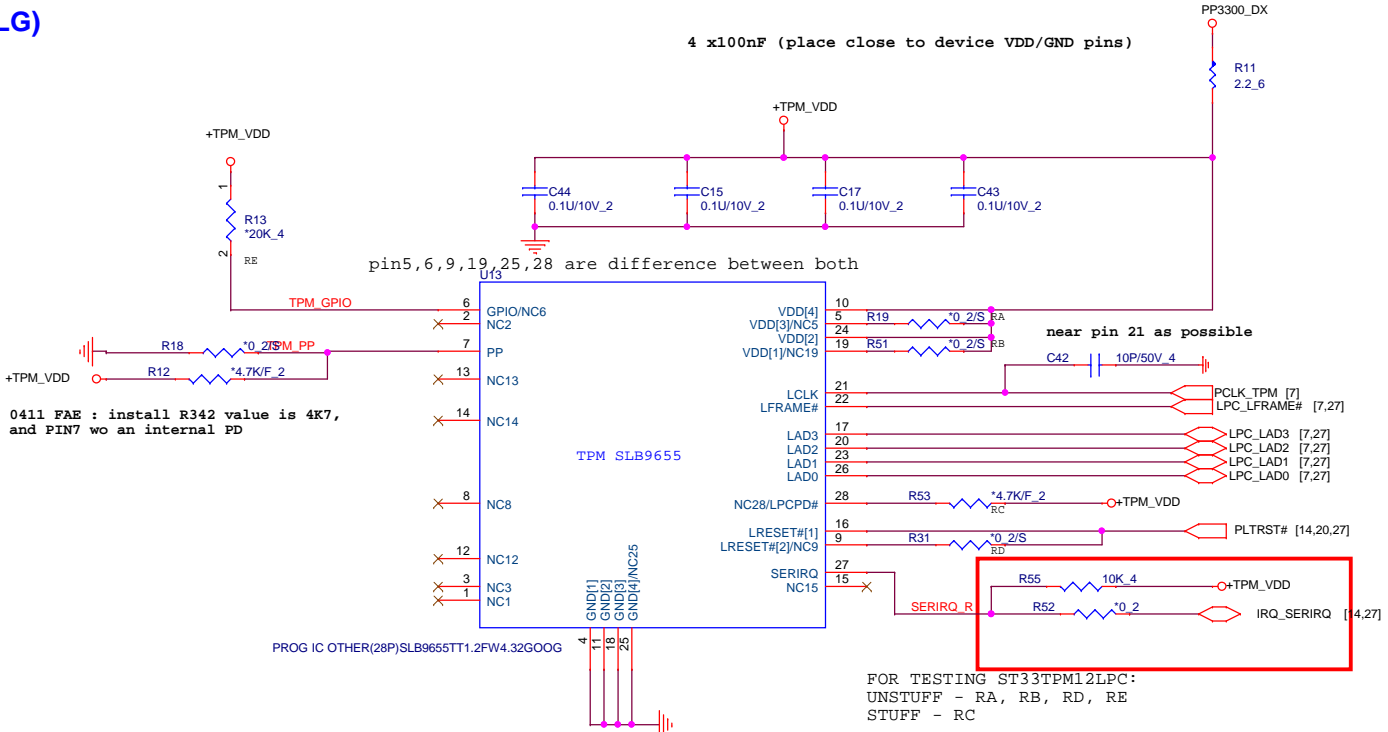 LG)
4 x100nF (place close to device VDD/GND pins)
PP3300_DX
R11
2.2_6
+TPM_VDD
+TPM_VDD
1
R13
*20K_4
2
RE
C44
0.1U/10V_2
C15
0.1U/10V_2
C17
0.1U/10V_2
C43
0.1U/10V_2
pin5,6,9,19,25,28 are difference between both
U13
TPM_GPIO
6
GPIO/NC6
2
NC2
R18
*0_2/S
TPM_PP
7
PP
+TPM_VDD
R12
*4.7K/F_2
13
NC13
0411 FAE : install R342 value is 4K7,
and PIN7 wo an internal PD
14
NC14
TPM SLB9655
8
NC8
12
NC12
3
NC3
1
NC1
VDD[4]
10
VDD[3]/NC5
5
R19
*0_2/S
RA
VDD[2]
24
VDD[1]/NC19
19
R51
*0_2/S
RB
near pin 21 as possible
C42
10P/50V_4
LCLK
21
PCLK_TPM [7]
LFRAME#
22
LPC_LFRAME# [7,27]
LAD3
17
LPC_LAD3 [7,27]
LAD2
20
LPC_LAD2 [7,27]
LAD1
23
LPC_LAD1 [7,27]
LAD0
26
LPC_LAD0 [7,27]
NC28/LPCPD#
28
R53
*4.7K/F_2
RC
+TPM_VDD
LRESET#[1]
16
PLTRST# [14,20,27]
LRESET#[2]/NC9
9
R31
*0_2/S
RD
SERIRQ
27
NC15
15
R55
10K_4
+TPM_VDD
SERIRQ_R
R52
*0_2
IRQ_SERIRQ [14,27]
GND[1]
GND[2]
GND[3]
GND[4]/NC25
4
11
18
25
PROG IC OTHER(28P)SLB9655TT1.2FW4.32GOOG
FOR TESTING ST33TPM12LPC:
UNSTUFF - RA, RB, RD, RE
STUFF - RC